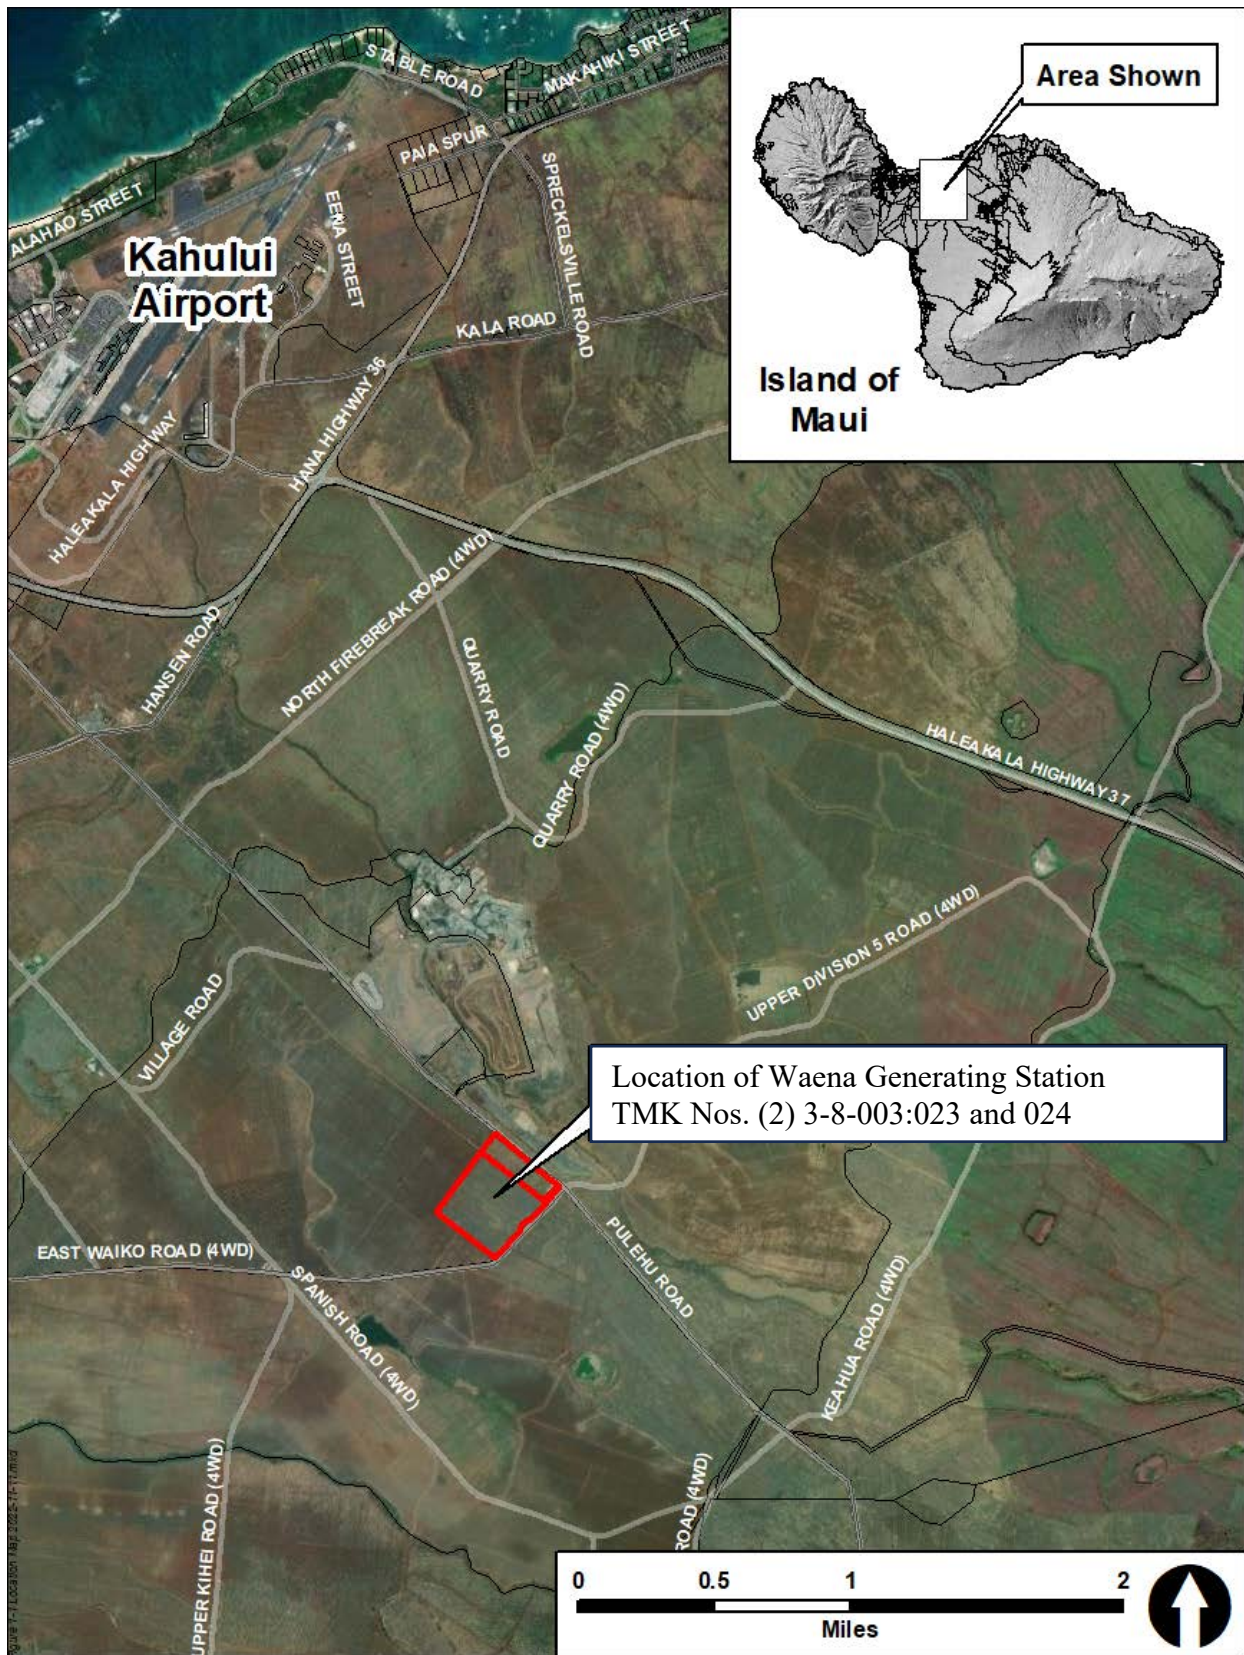 STABLE ROAD
MAKAHIKI STREET
Area Shown
PAIA SPUR
ALAHAO STREET
EENA STREET
SPRECKELSVILLE ROAD
Kahului
Airport
KALA ROAD
Island of
Maui
HANA HIGHWAY 36
HALEAKALA HIGHWAY
NORTH FIREBREAK ROAD (4WD)
HANSEN ROAD
QUARRY ROAD
QUARRY ROAD (4WD)
HALEAKALA HIGHWAY 37
UPPER DIVISION 5 ROAD (4WD)
VILLAGE ROAD
Location of Waena Generating Station
TMK Nos. (2) 3-8-003:023 and 024
EAST WAIKO ROAD (4WD)
PULEHU ROAD
SPANISH ROAD (4WD)
KEAHUA ROAD (4WD)
UPPER KIHEI ROAD (4WD)
ROAD (4WD)
0 0.5 1 2
Miles